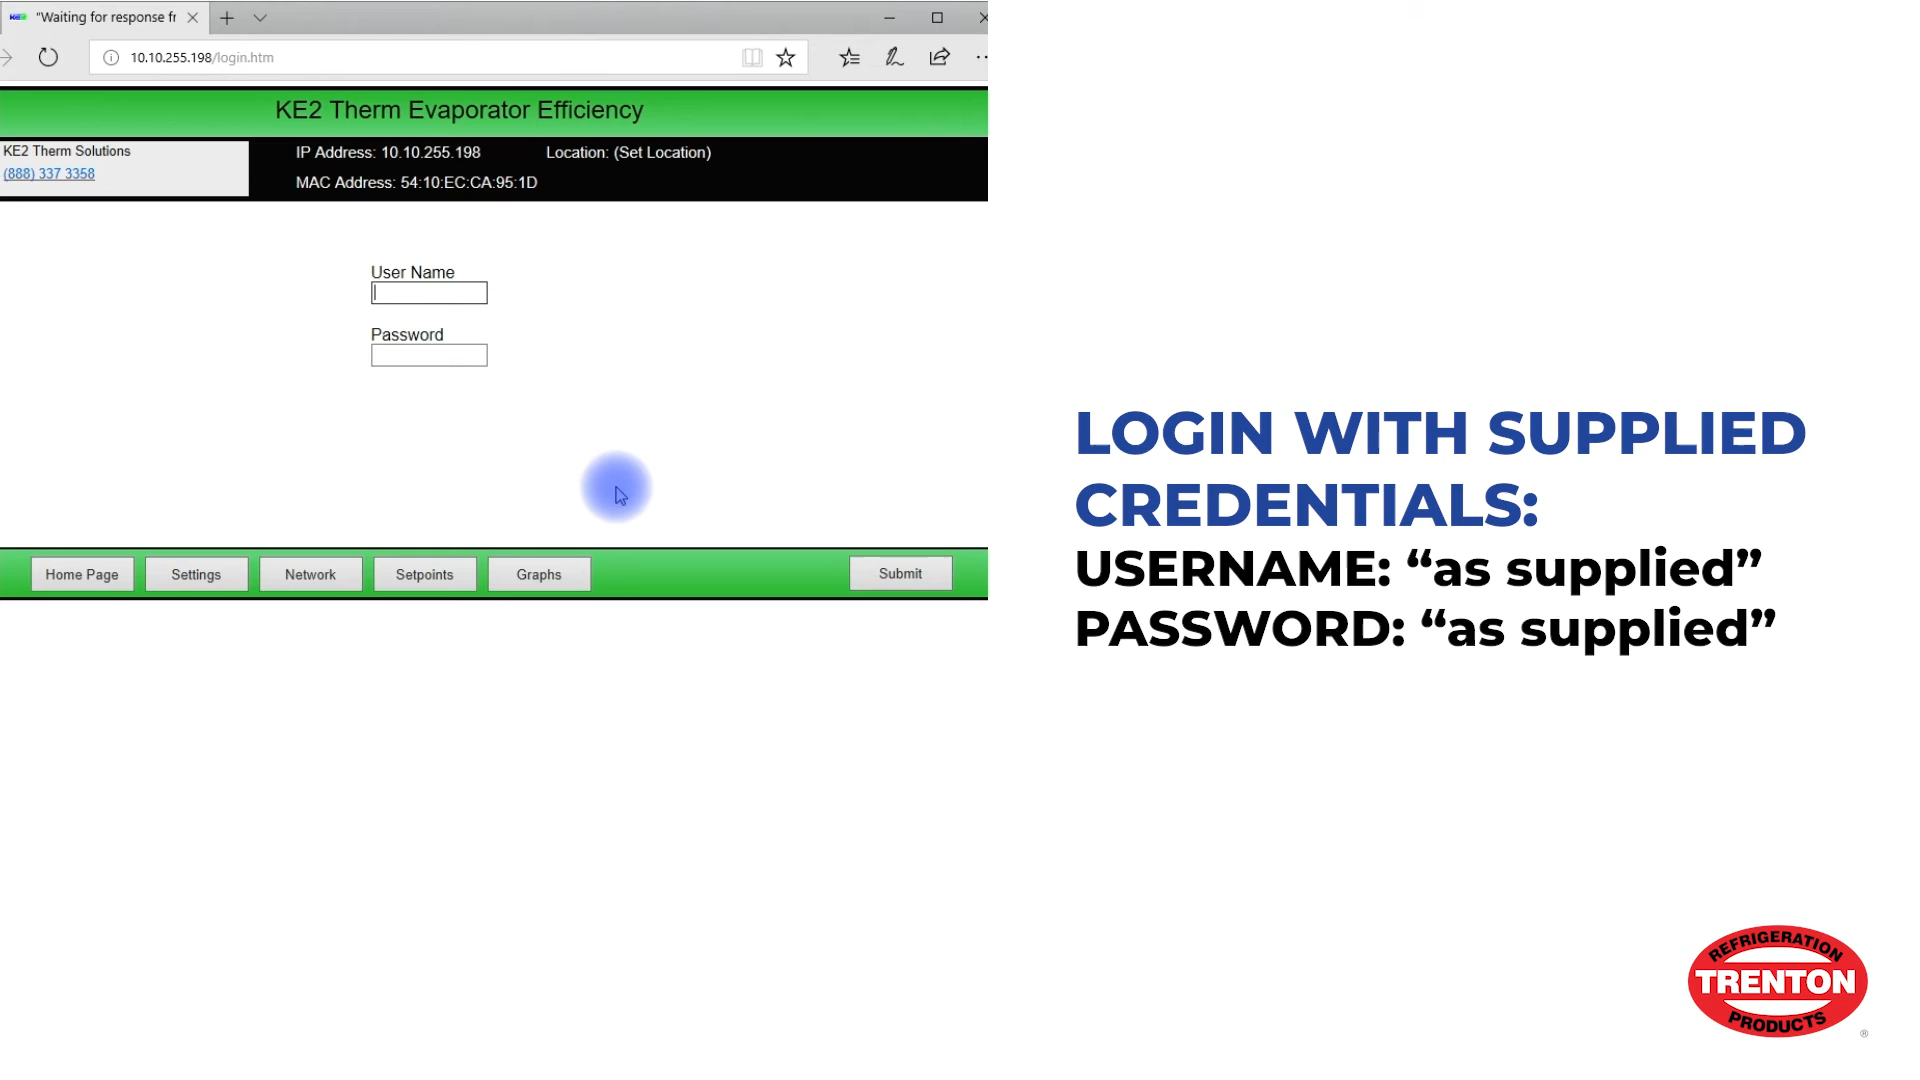 "Waiting for response fr
10.10.255.198/login.htm
KE2 Therm Evaporator Efficiency
KE2 Therm Solutions
(888) 337 3358
IP Address: 10.10.255.198
Location: (Set Location)
MAC Address: 54:10:EC:CA:95:1D
User Name
Password
Home Page
Settings
Network
Setpoints
Graphs
Submit
LOGIN WITH SUPPLIED
CREDENTIALS:
USERNAME: “as supplied”
PASSWORD: “as supplied”
REFRIGERATION
TRENTON
PRODUCTS
®